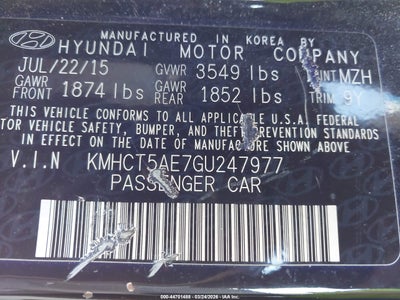 MANUFACTURED IN KOREA BY
HYUNDAI MOTOR COMPANY
JUL/22/15 GVWR 3549 lbs MZH
GAWR FRONT 1874 lbs GAWR REAR 1852 lbs TRIM 9Y
THIS VEHICLE CONFORMS TO ALL APPLICABLE U.S.A. FEDERAL
MOTOR VEHICLE SAFETY, BUMPER, AND THEFT PREVENTION STANDARDS
IN EFFECT ON THE DATE OF MANUFACTURE SHOWN ABOVE.
V.I.N KMHCT5AE7GU247977
PASSENGER CAR
000-44701488 - 03/24/2026 - IAA Inc.